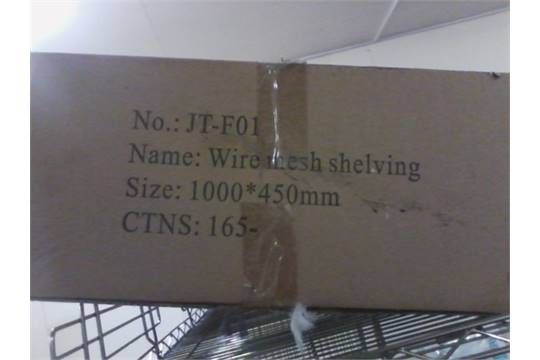 No.: JT-F01
Name: Wire mesh shelving
Size: 1000*450mm
CTNS: 165-